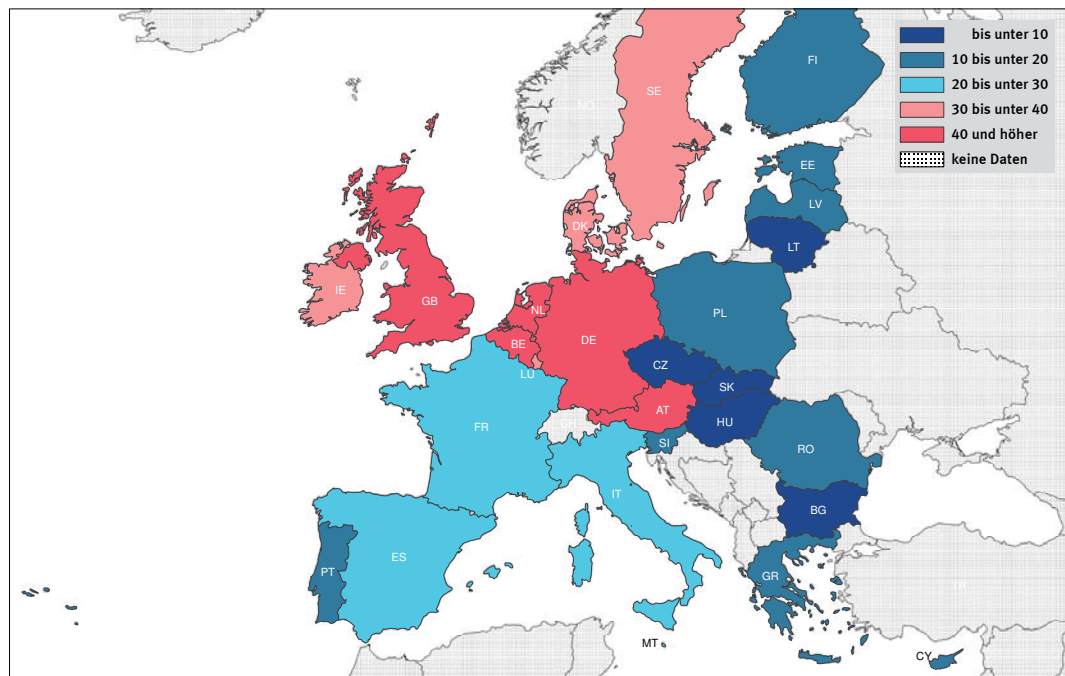 bis unter 10
10 bis unter 20
20 bis unter 30
30 bis unter 40
40 und höher
keine Daten
FI
SE
NO
EE
LV
LT
DK
IE
GB
NL
BE
LU
DE
PL
CZ
SK
AT
HU
CH
FR
SI
RO
IT
BG
ES
PT
GR
TR
MT
CY